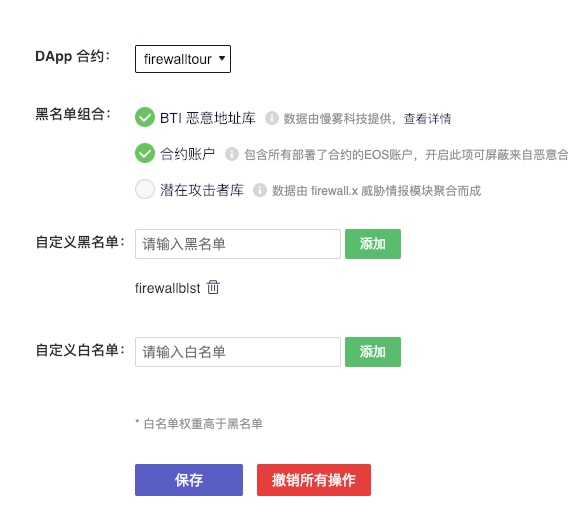 DApp 合约： firewalltour
黑名单组合： BTI 恶意地址库 数据由慢雾科技提供，查看详情
合约账户 包含所有部署了合约的EOS账户，开启此项可屏蔽来自恶意合
潜在攻击者库 数据由 firewall.x 威胁情报模块聚合而成
自定义黑名单： 请输入黑名单 添加
firewallblst
自定义白名单： 请输入白名单 添加
* 白名单权重高于黑名单
保存 撤销所有操作